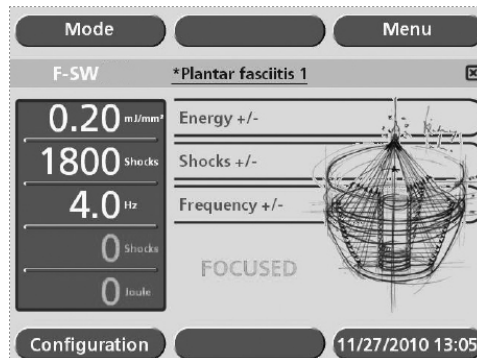 Mode Menu
F-SW *Plantar fasciitis 1
0.20 mJ/mm² Energy +/-
1800 Shocks Shocks +/-
4.0 Hz Frequency +/-
0 Shocks
FOCUSED
0 Joule
Configuration 11/27/2010 13:05